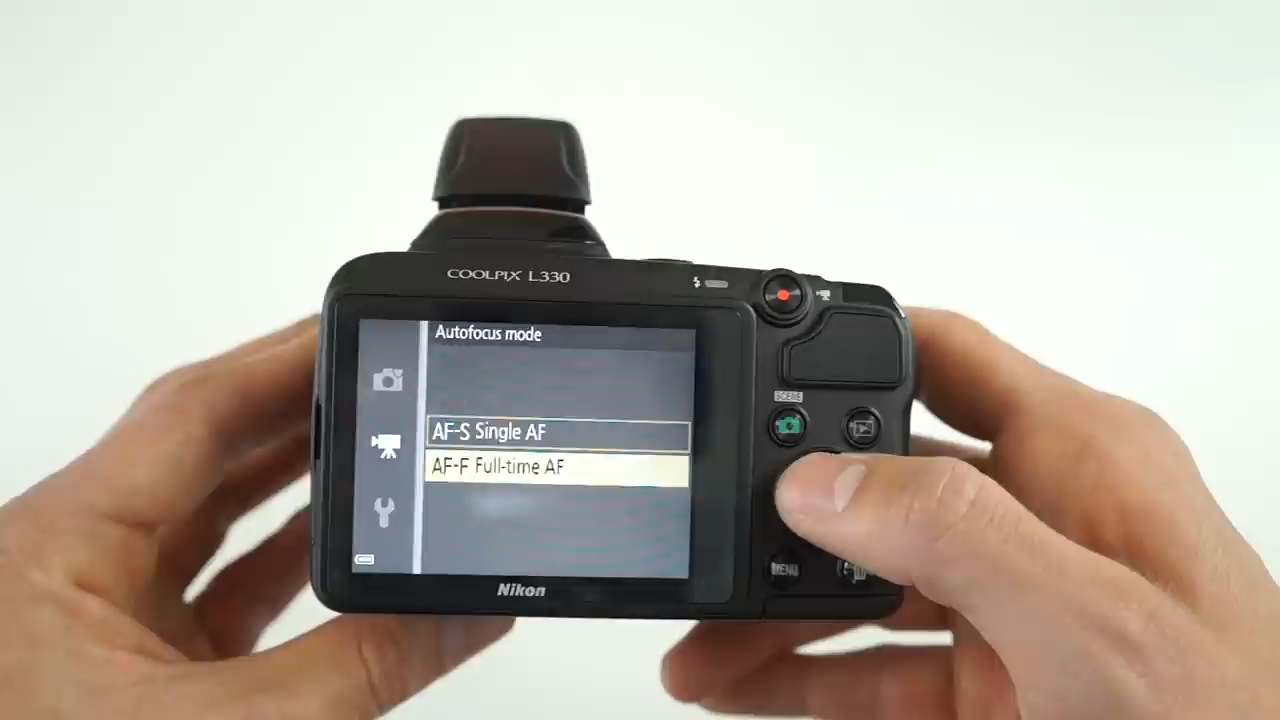 COOLPIX L330
Autofocus mode
SCENE
AF-S Single AF
AF-F Full-time AF
MENU
Nikon